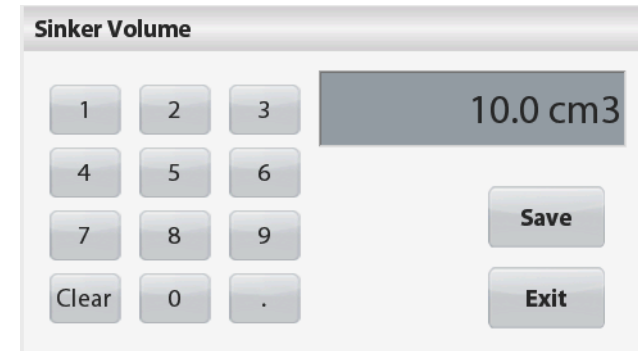 Sinker Volume
10.0 cm3
1 2 3
4 5 6
7 8 9
Clear 0 .
Save
Exit